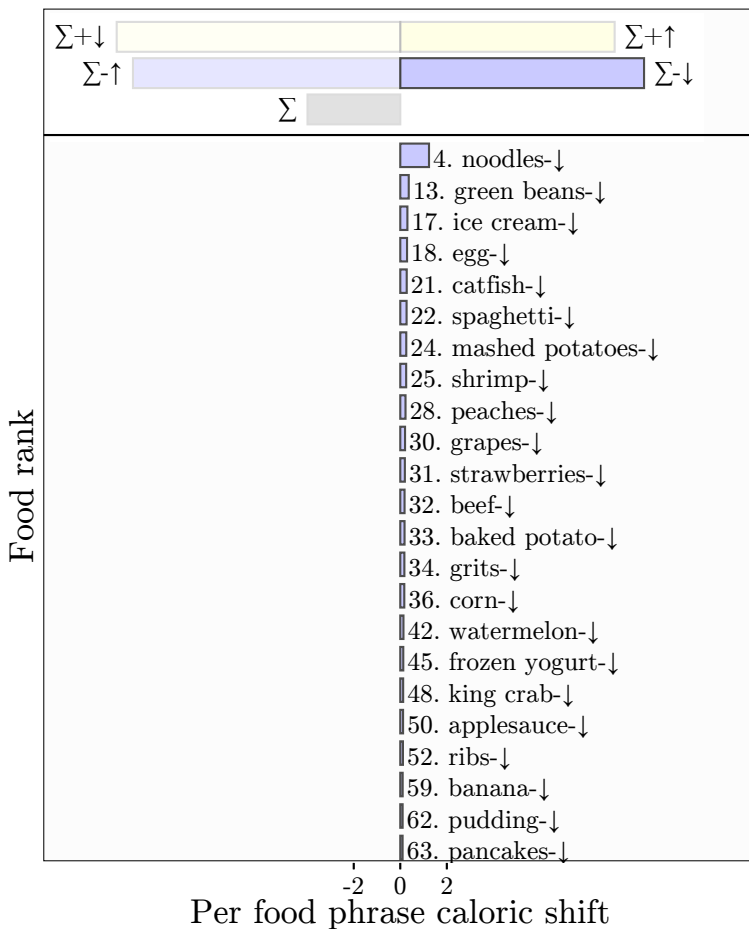 ∑+↓ ∑+↑
∑-↑ ∑-↓
∑
4. noodles-↓
13. green beans-↓
17. ice cream-↓
18. egg-↓
21. catfish-↓
22. spaghetti-↓
24. mashed potatoes-↓
25. shrimp-↓
28. peaches-↓
30. grapes-↓
31. strawberries-↓
32. beef-↓
33. baked potato-↓
34. grits-↓
36. corn-↓
42. watermelon-↓
45. frozen yogurt-↓
48. king crab-↓
50. applesauce-↓
52. ribs-↓
59. banana-↓
62. pudding-↓
63. pancakes-↓
Food rank
-2 0 2
Per food phrase caloric shift